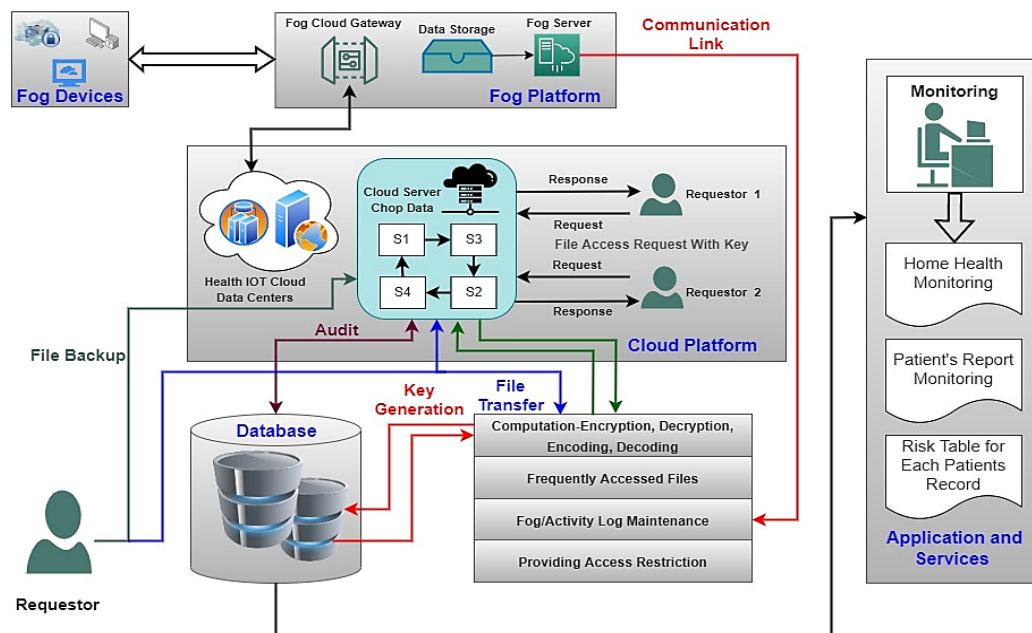 Fog Devices
Fog Cloud Gateway
Data Storage
Fog Server
Fog Platform
Communication
Link
Cloud Server
Chop Data
S1
S3
S4
S2
Response
Requestor 1
Request
File Access Request With Key
Request
Requestor 2
Response
Health IOT Cloud
Data Centers
Cloud Platform
File Backup
Audit
Key
Generation
File
Transfer
Database
Computation-Encryption, Decryption,
Encoding, Decoding
Frequently Accessed Files
Fog/Activity Log Maintenance
Providing Access Restriction
Requestor
Monitoring
Home Health
Monitoring
Patient's Report
Monitoring
Risk Table for
Each Patients
Record
Application and
Services